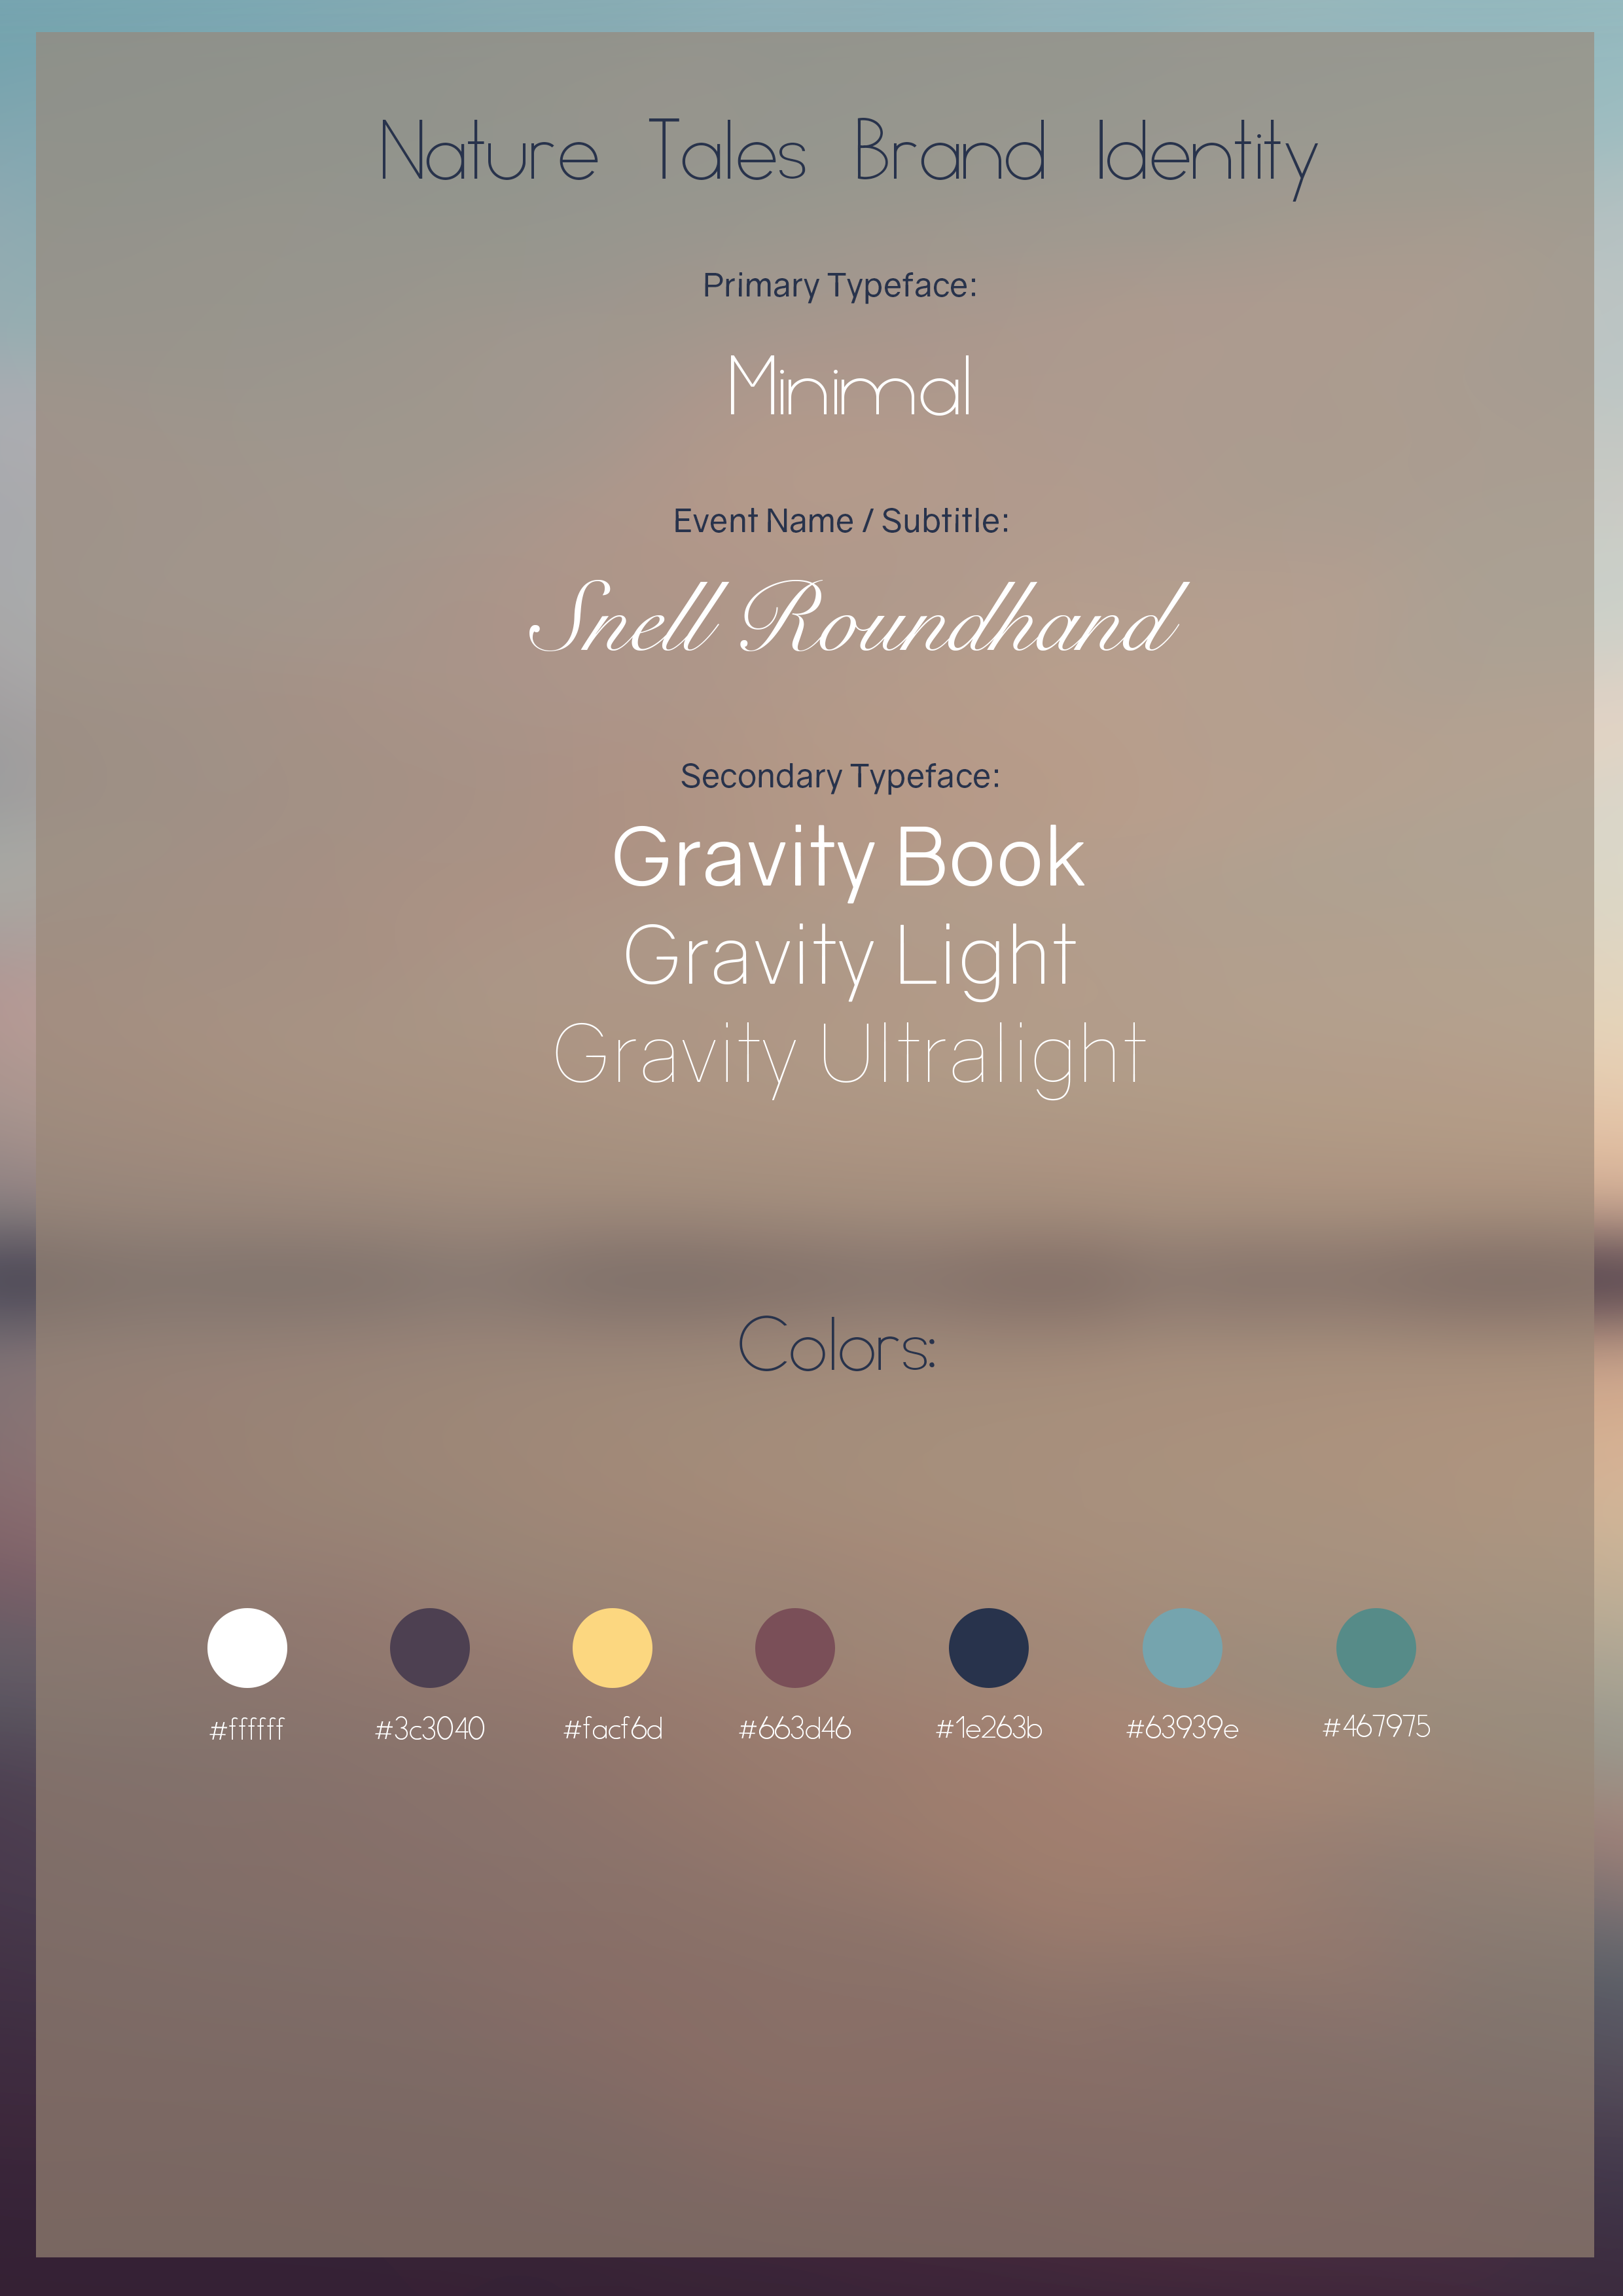 Nature Tales Brand Identity
Primary Typeface:
Minimal
Event Name / Subtitle:
Snell Roundhand
Secondary Typeface:
Gravity Book
Gravity Light
Gravity Ultralight
Colors:
#ffffff #3c3040 #facf6d #663d46 #1e263b #63939e #467975